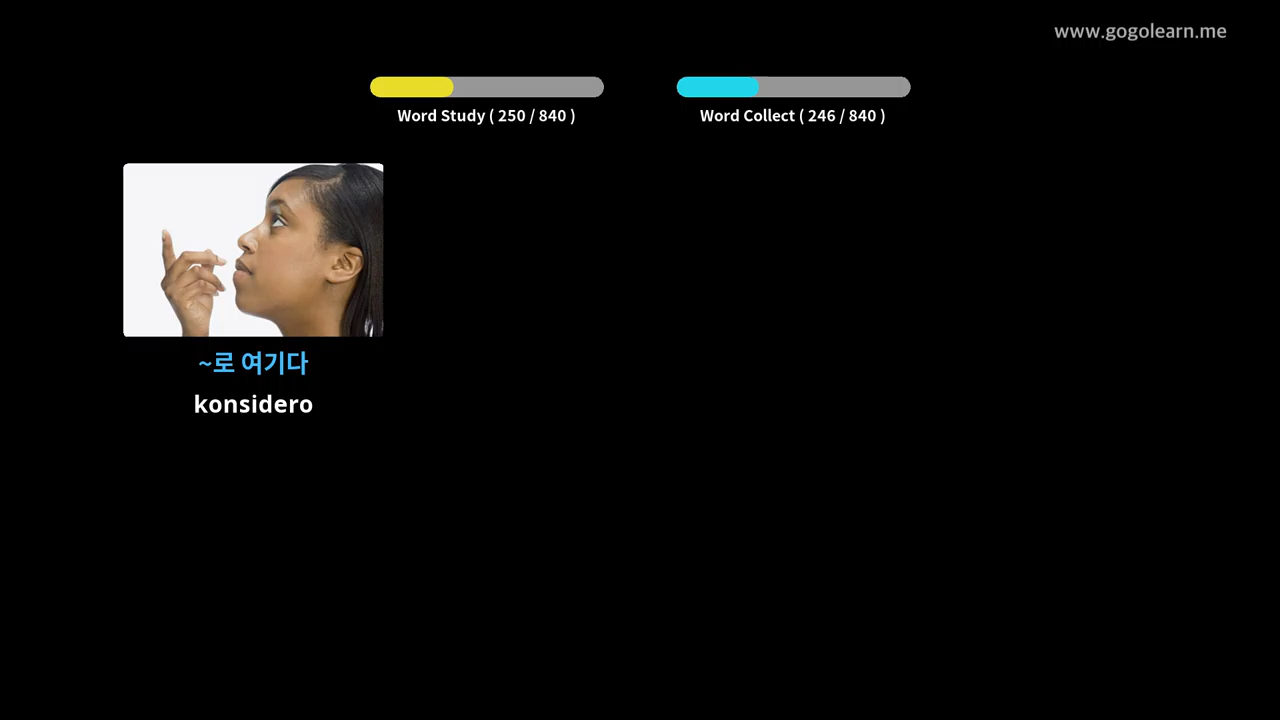 www.gogolearn.me
Word Study ( 250 / 840 )
Word Collect ( 246 / 840 )
~로 여기다
konsidero